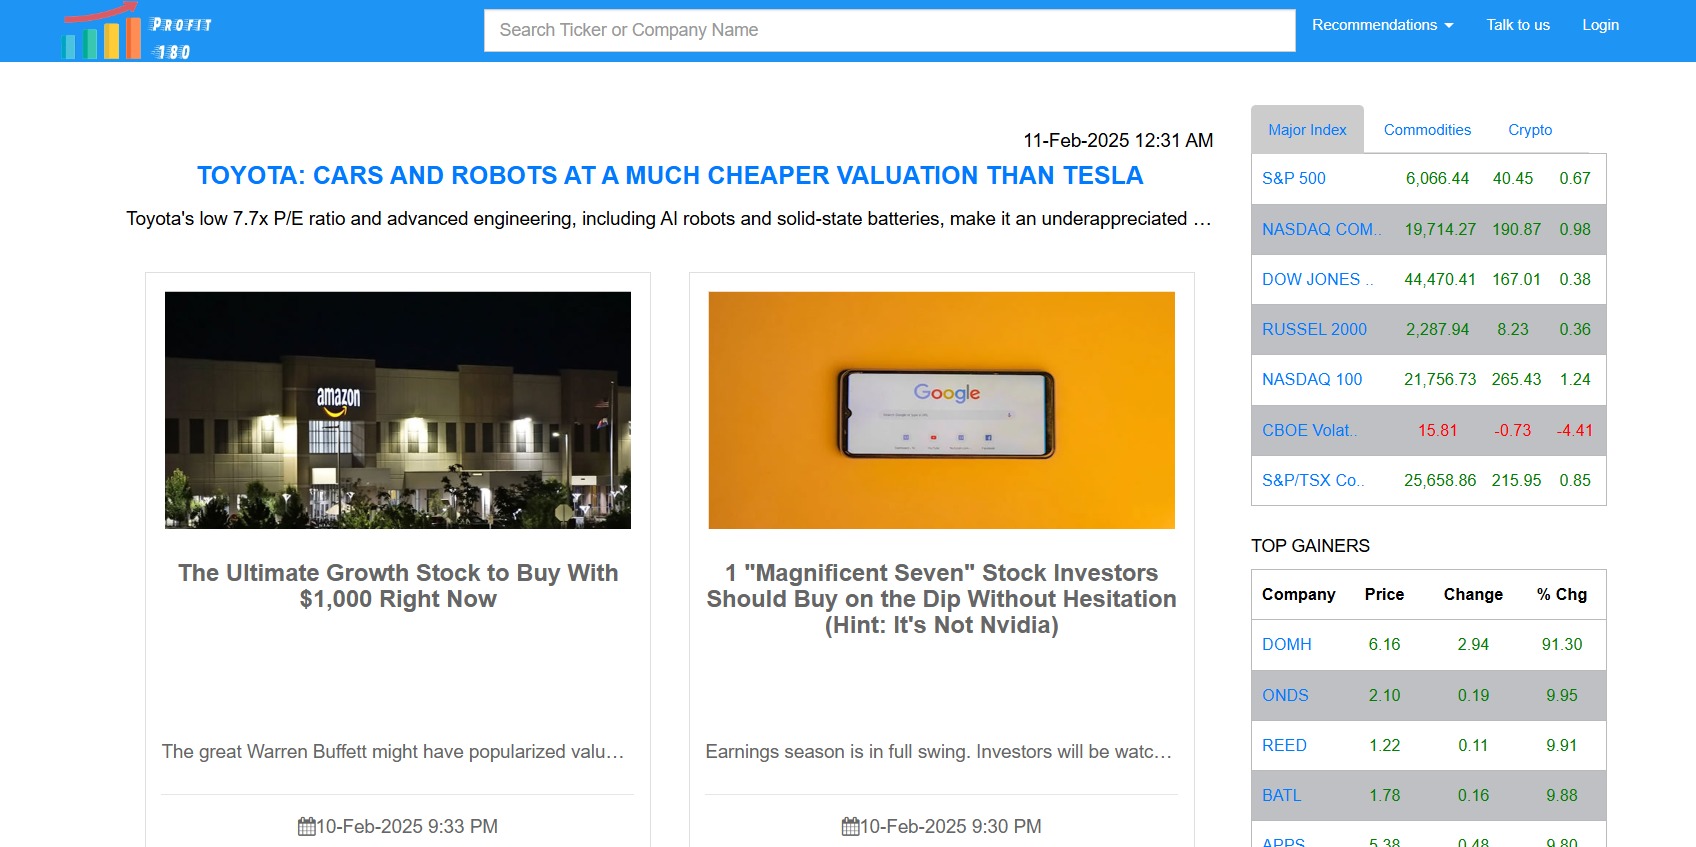 Profit
180
Search Ticker or Company Name
Recommendations
Talk to us
Login
11-Feb-2025 12:31 AM
TOYOTA: CARS AND ROBOTS AT A MUCH CHEAPER VALUATION THAN TESLA
Toyota's low 7.7x P/E ratio and advanced engineering, including AI robots and solid-state batteries, make it an underappreciated …
amazon
The Ultimate Growth Stock to Buy With
$1,000 Right Now
The great Warren Buffett might have popularized valu…
10-Feb-2025 9:33 PM
Google
1 "Magnificent Seven" Stock Investors
Should Buy on the Dip Without Hesitation
(Hint: It's Not Nvidia)
Earnings season is in full swing. Investors will be watc…
10-Feb-2025 9:30 PM
Major Index Commodities Crypto
S&P 500 6,066.44 40.45 0.67
NASDAQ COM.. 19,714.27 190.87 0.98
DOW JONES .. 44,470.41 167.01 0.38
RUSSEL 2000 2,287.94 8.23 0.36
NASDAQ 100 21,756.73 265.43 1.24
CBOE Volat.. 15.81 -0.73 -4.41
S&P/TSX Co.. 25,658.86 215.95 0.85
TOP GAINERS
Company Price Change % Chg
DOMH 6.16 2.94 91.30
ONDS 2.10 0.19 9.95
REED 1.22 0.11 9.91
BATL 1.78 0.16 9.88
APPS 5.38 0.48 9.80